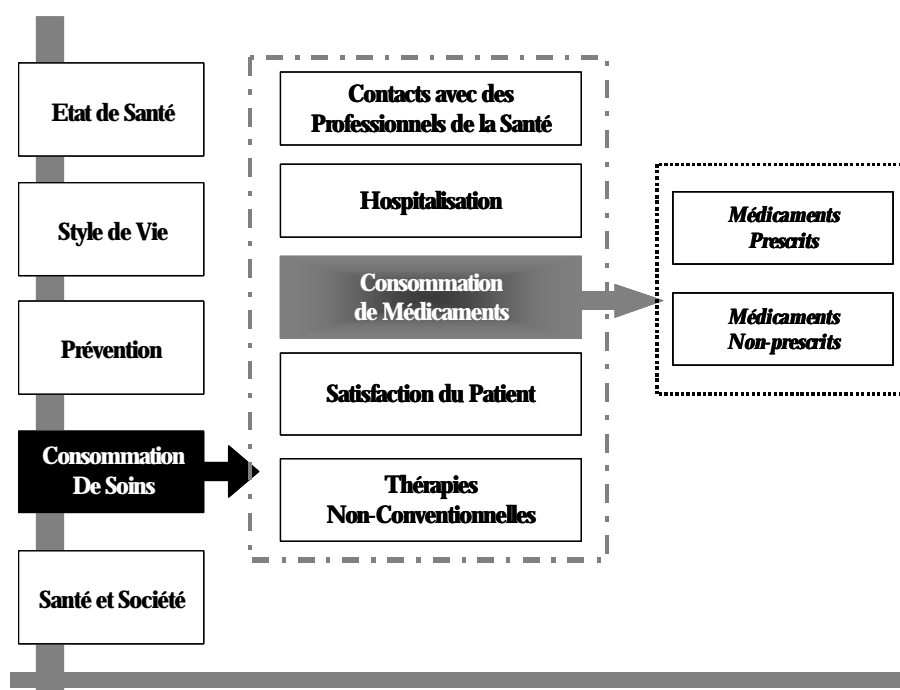 Etat de Santé
Style de Vie
Prévention
Consommation
De Soins
Santé et Société
Contacts avec des
Professionnels de la Santé
Hospitalisation
Consommation
de Médicaments
Satisfaction du Patient
Thérapies
Non-Conventionnelles
Médicaments
Prescrits
Médicaments
Non-prescrits